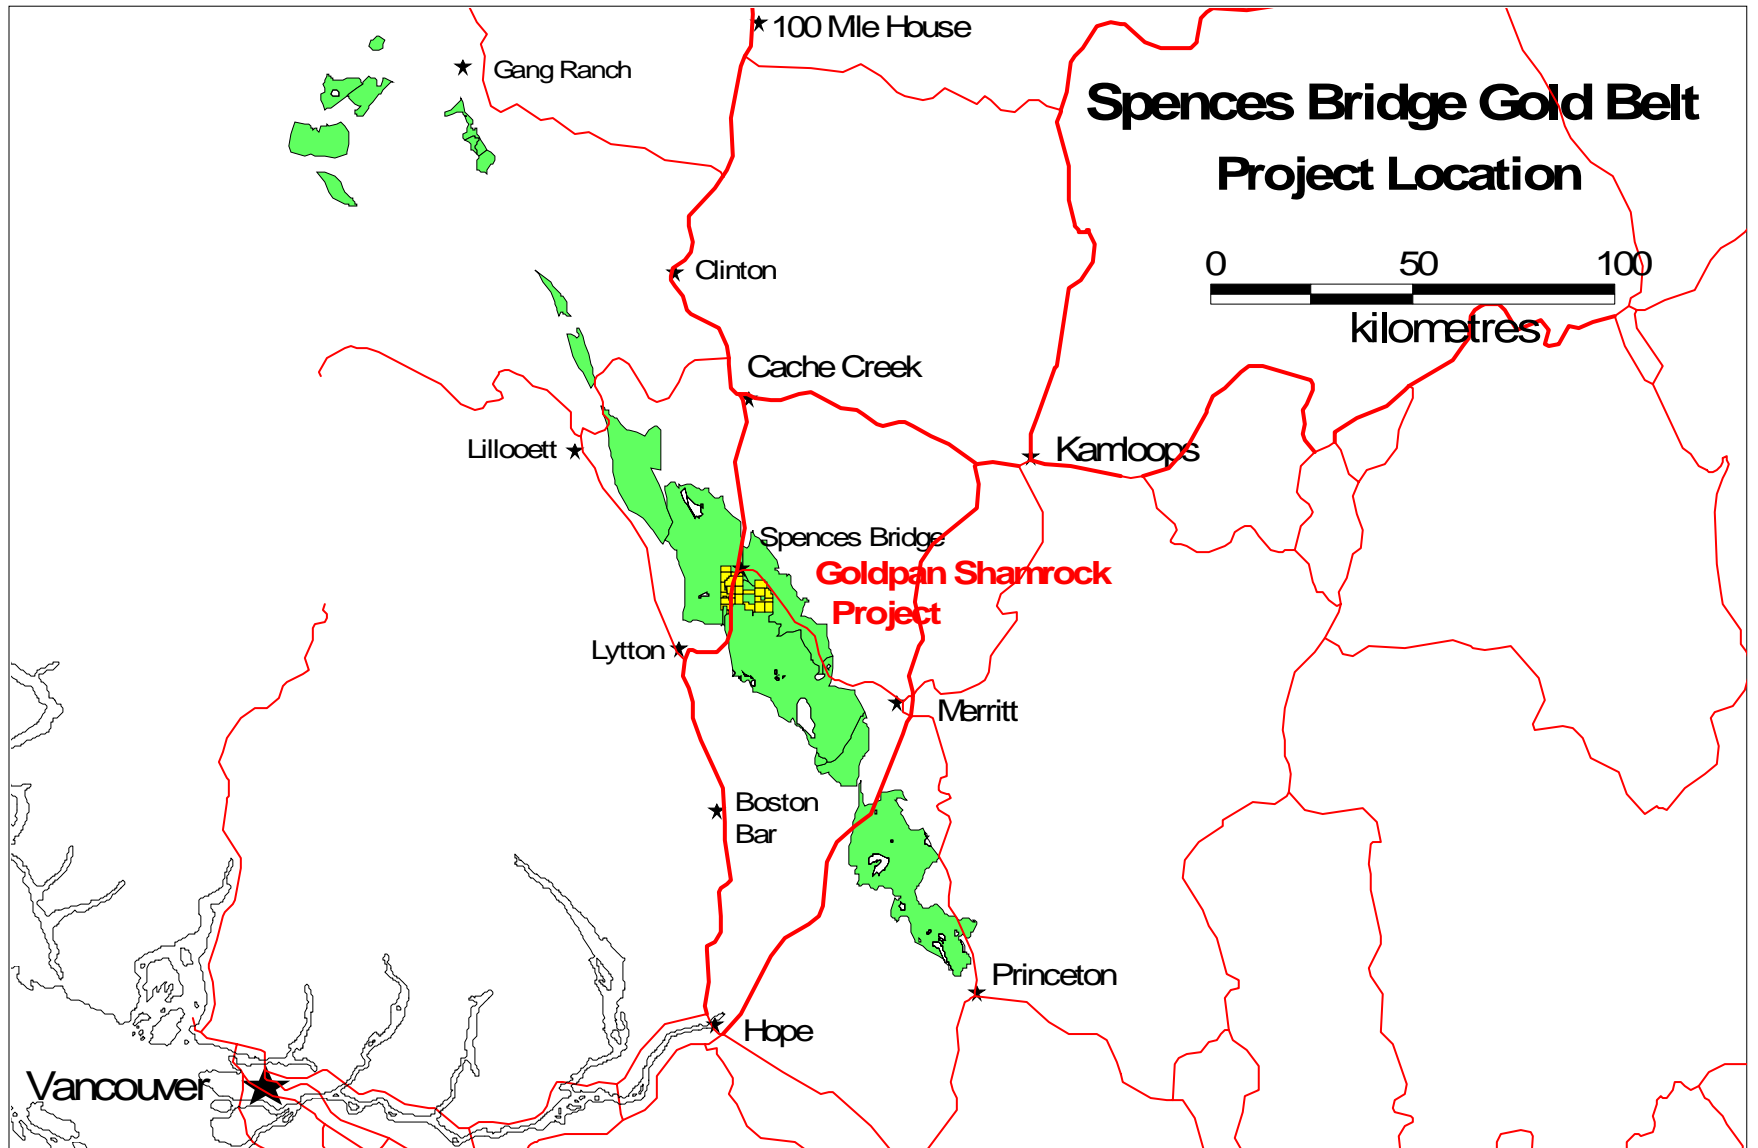 100 Mle House
Gang Ranch
Spences Bridge Gold Belt
Project Location
0 50 100
kilometres
Clinton
Cache Creek
Lillooett
Kamloops
Spences Bridge
Goldpan Shamrock
Project
Lytton
Merritt
Boston
Bar
Princeton
Hope
Vancouver